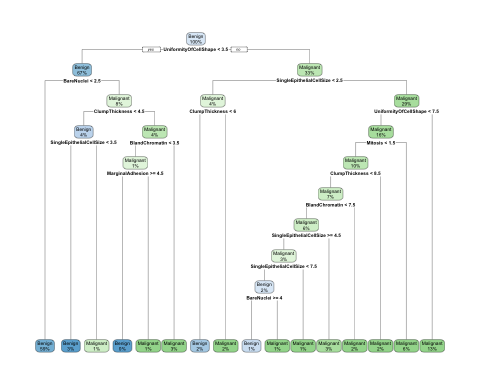 Benign
100%
yes
UniformityOfCellShape < 3.5
no
Benign
67%
BareNuclei < 2.5
Malignant
33%
SingleEpithelialCellSize < 2.5
Malignant
8%
ClumpThickness < 4.5
Malignant
4%
ClumpThickness < 6
Malignant
29%
UniformityOfCellShape < 7.5
Benign
4%
SingleEpithelialCellSize < 3.5
Malignant
4%
BlandChromatin < 3.5
Malignant
16%
Mitosis < 1.5
Malignant
1%
MarginalAdhesion >= 4.5
Malignant
10%
ClumpThickness < 8.5
Malignant
7%
BlandChromatin < 7.5
Malignant
6%
SingleEpithelialCellSize >= 4.5
Malignant
3%
SingleEpithelialCellSize < 7.5
Benign
2%
BareNuclei >= 4
Benign
59%
Benign
3%
Malignant
1%
Benign
0%
Malignant
1%
Malignant
3%
Benign
2%
Malignant
2%
Benign
1%
Malignant
1%
Malignant
1%
Malignant
3%
Malignant
2%
Malignant
2%
Malignant
6%
Malignant
13%